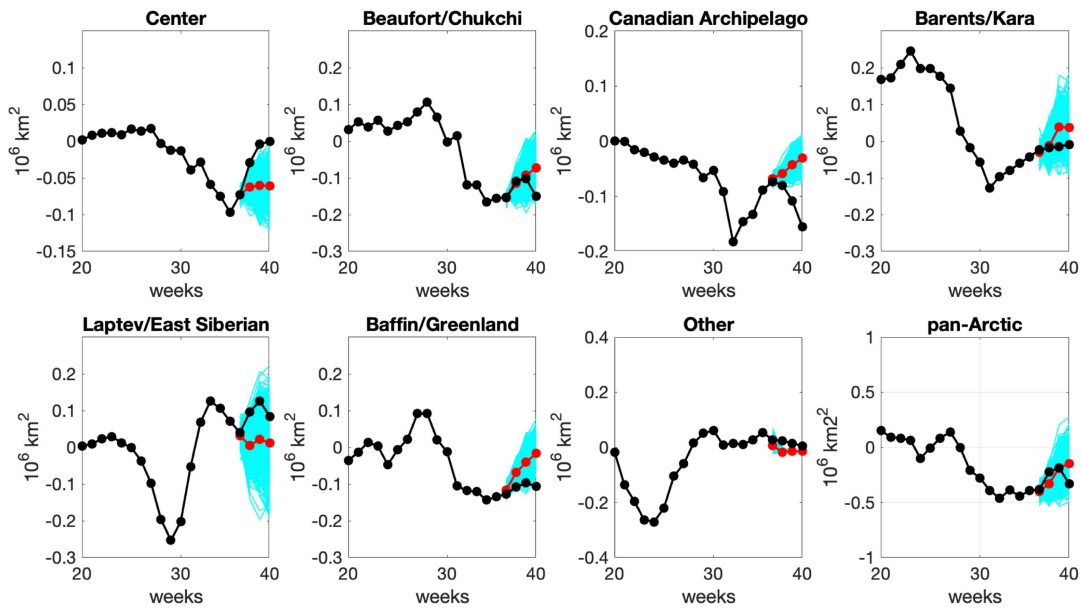 Center
0.1
0.05
0
-0.05
-0.1
-0.15
10⁶ km²
20
30
40
weeks
Beaufort/Chukchi
0.2
0.1
0
-0.1
-0.2
-0.3
10⁶ km²
20
30
40
weeks
Canadian Archipelago
0.2
0.1
0
-0.1
-0.2
10⁶ km²
20
30
40
weeks
Barents/Kara
0.2
0.1
0
-0.1
-0.2
-0.3
10⁶ km²
20
30
40
weeks
Laptev/East Siberian
0.2
0.1
0
-0.1
-0.2
-0.3
10⁶ km²
20
30
40
weeks
Baffin/Greenland
0.2
0.1
0
-0.1
-0.2
-0.3
10⁶ km²
20
30
40
weeks
Other
0.4
0.2
0
-0.2
-0.4
10⁶ km²
20
30
40
weeks
pan-Arctic
1
0.5
0
-0.5
-1
10⁶ km2²
20
30
40
weeks